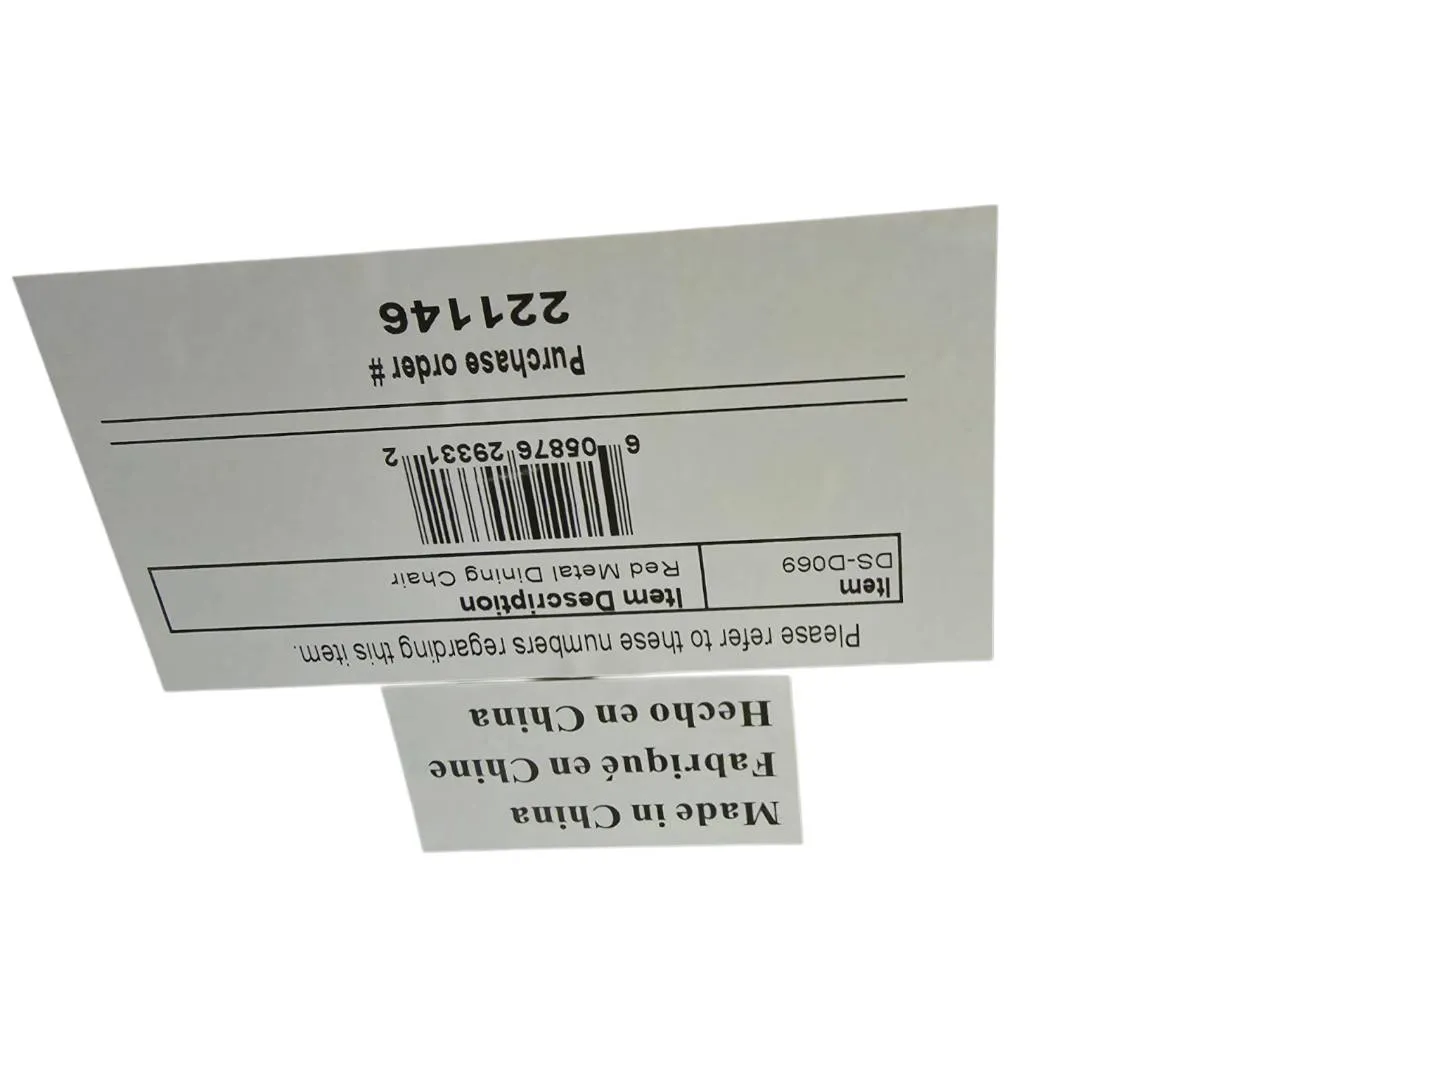 Made in China
Fabriqué en Chine
Hecho en China
Please refer to these numbers regarding this item.
Item Item Description
DS-D069 Red Metal Dining Chair
6 05876 29331 2
Purchase order #
221146